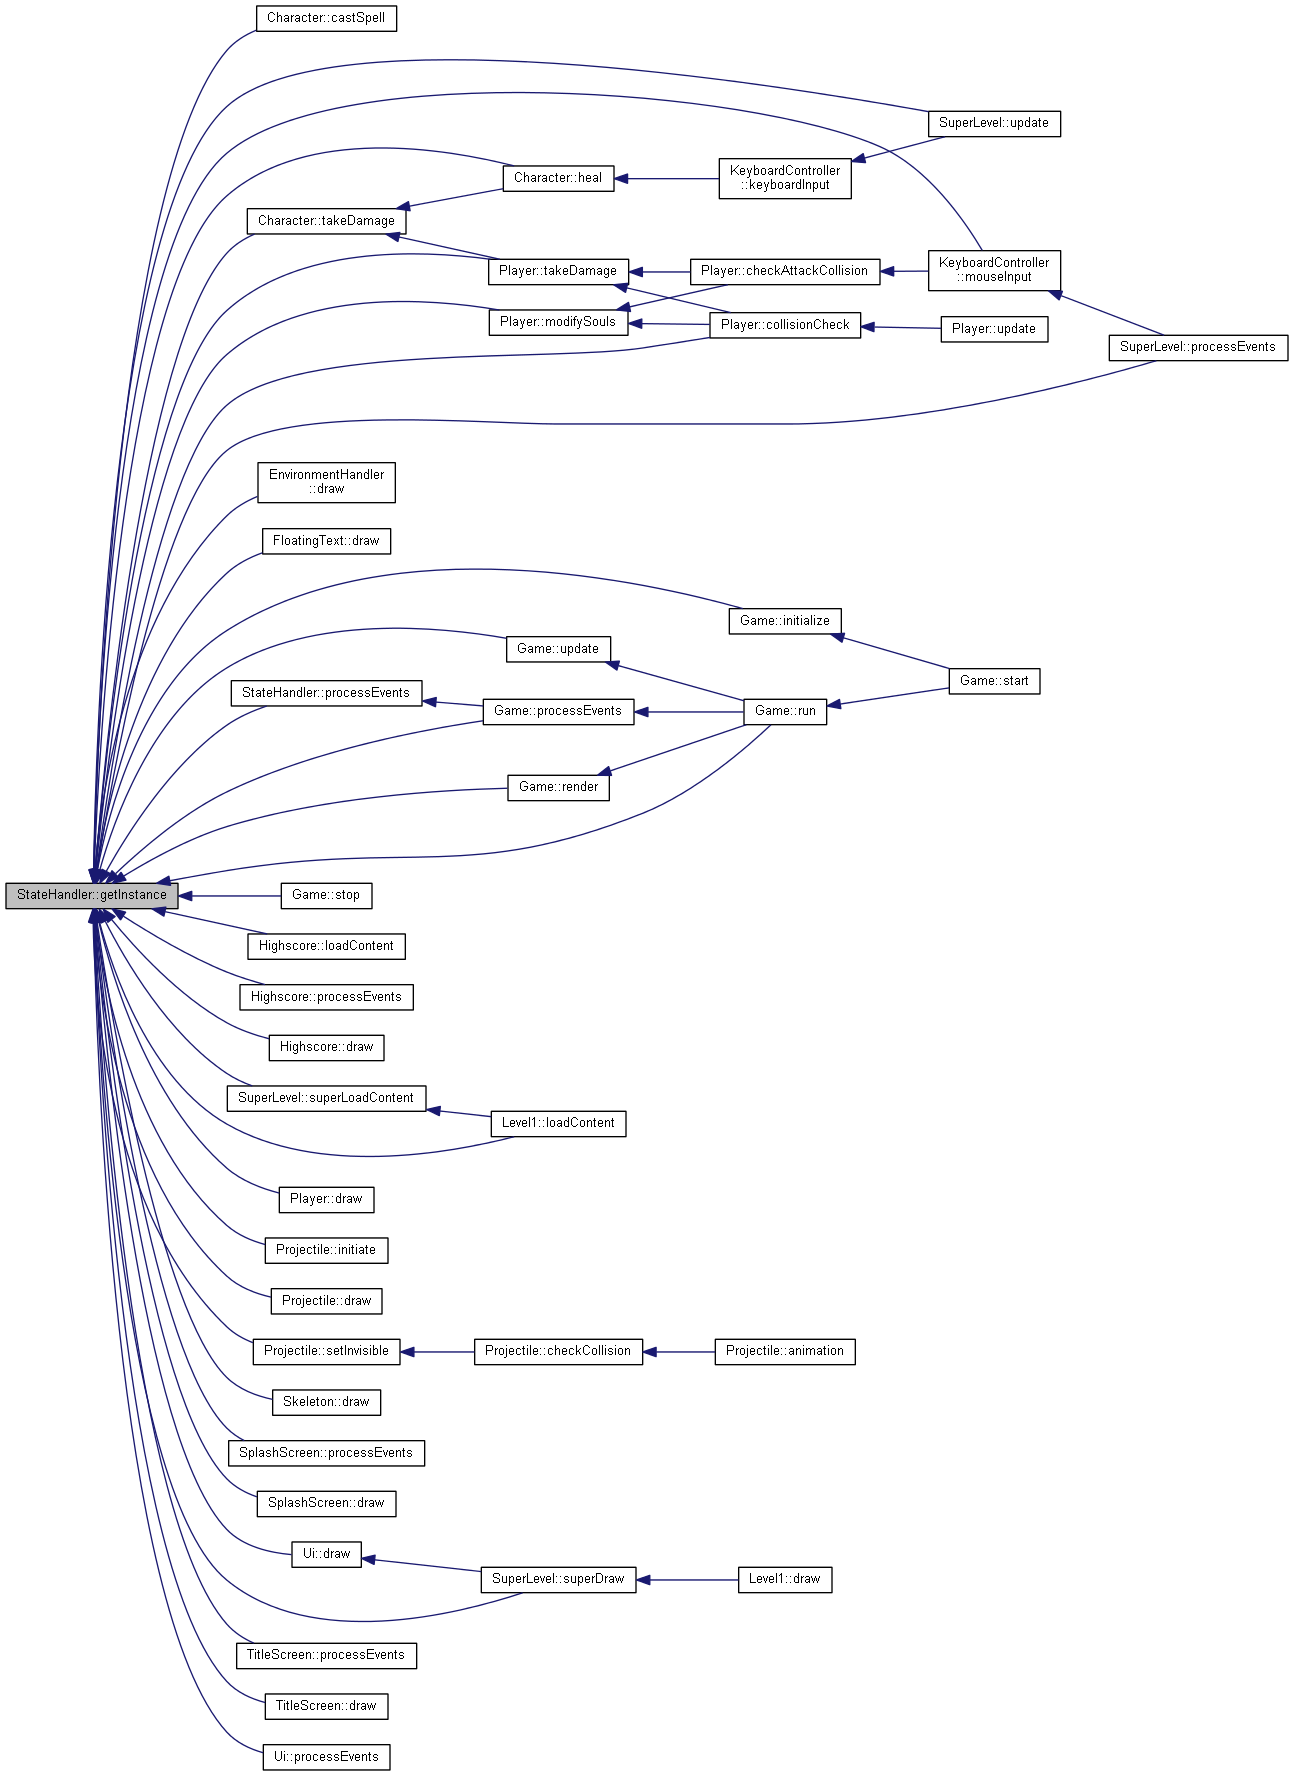 Character::castSpell
SuperLevel::update
KeyboardController
::keyboardInput
Character::heal
Character::takeDamage
KeyboardController
::mouseInput
Player::takeDamage
Player::checkAttackCollision
Player::modifySouls
Player::collisionCheck
Player::update
SuperLevel::processEvents
EnvironmentHandler
::draw
FloatingText::draw
Game::initialize
Game::update
Game::start
StateHandler::processEvents
Game::processEvents
Game::run
Game::render
StateHandler::getInstance
Game::stop
Highscore::loadContent
Highscore::processEvents
Highscore::draw
SuperLevel::superLoadContent
Level1::loadContent
Player::draw
Projectile::initiate
Projectile::draw
Projectile::setInvisible
Projectile::checkCollision
Projectile::animation
Skeleton::draw
SplashScreen::processEvents
SplashScreen::draw
Ui::draw
SuperLevel::superDraw
Level1::draw
TitleScreen::processEvents
TitleScreen::draw
Ui::processEvents